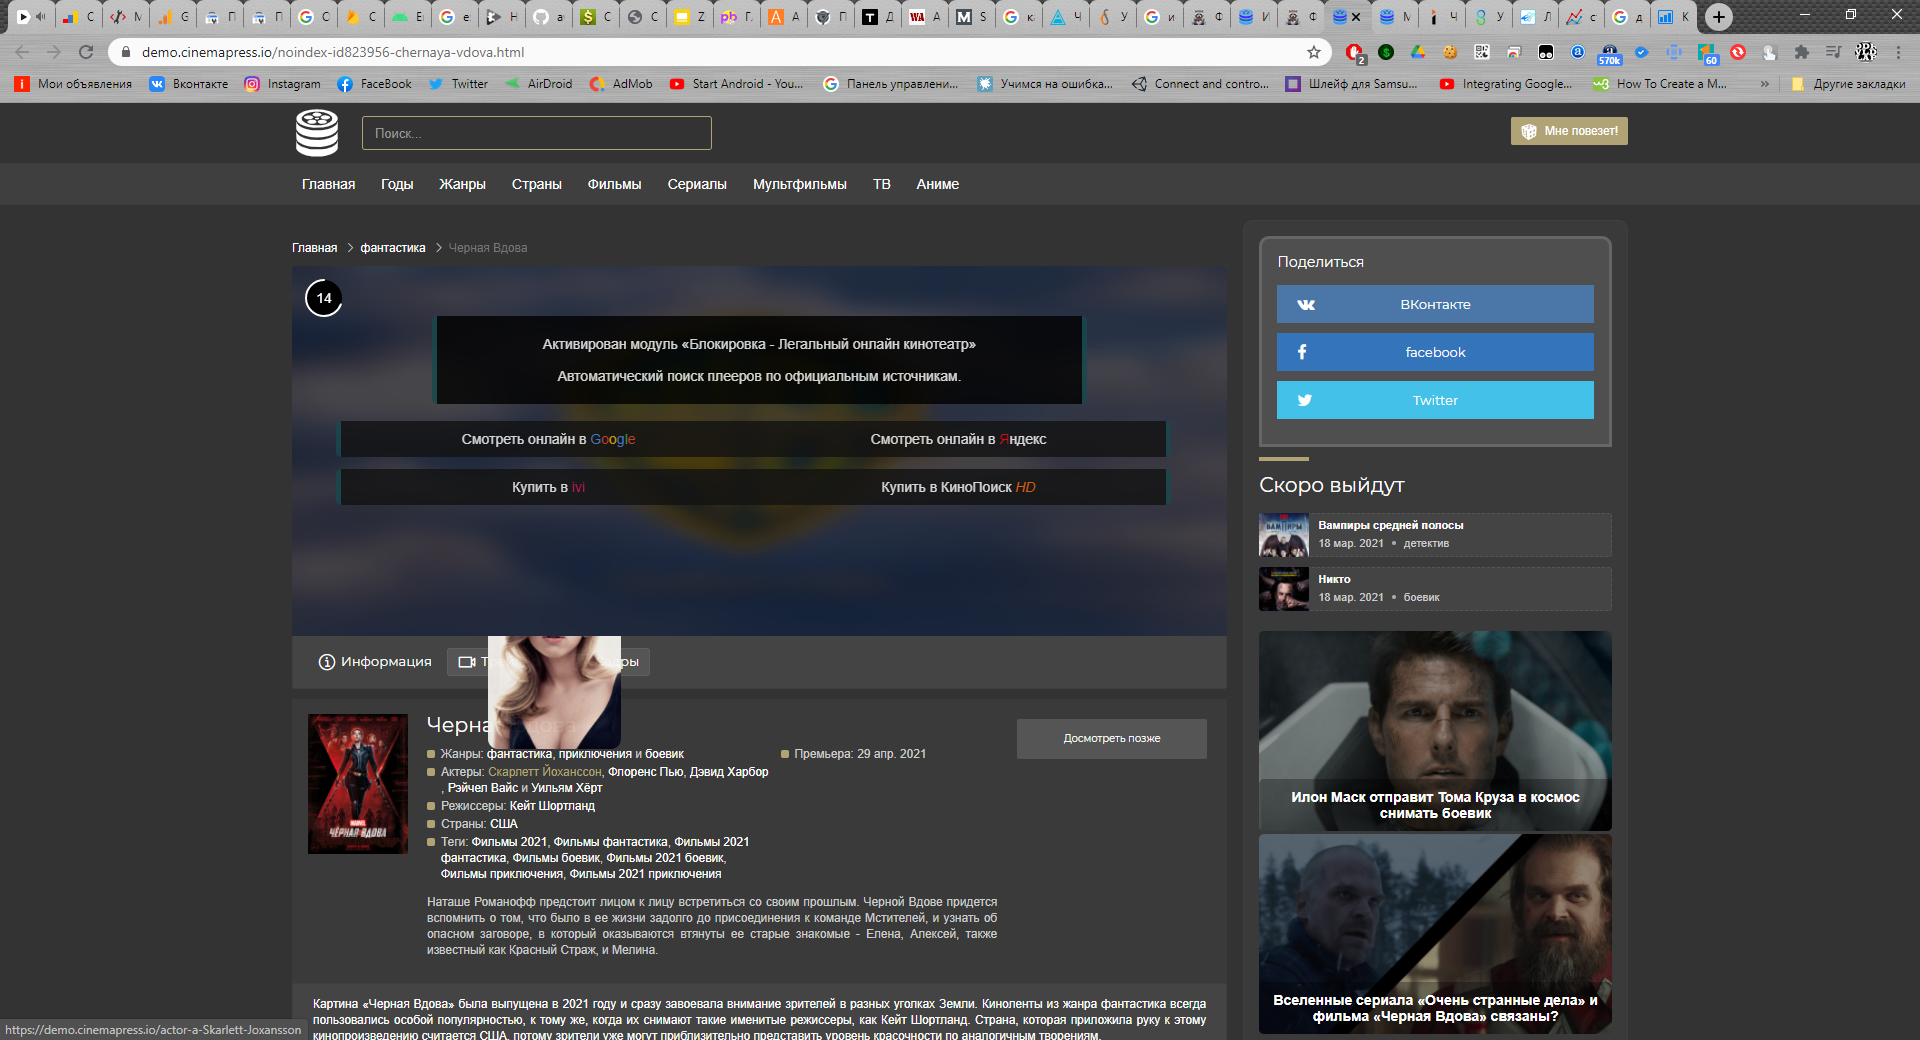 demo.cinemapress.io/noindex-id823956-chernaya-vdova.html
2
570k
60
Мои объявления
Вконтакте
Instagram
FaceBook
Twitter
AirDroid
AdMob
Start Android - You...
Панель управлени...
Учимся на ошибка...
Connect and contro...
Шлейф для Samsu...
Integrating Google...
How To Create a M...
»
Другие закладки
Поиск...
Мне повезет!
Главная
Годы
Жанры
Страны
Фильмы
Сериалы
Мультфильмы
ТВ
Аниме
Главная > фантастика > Черная Вдова
14
Активирован модуль «Блокировка - Легальный онлайн кинотеатр»
Автоматический поиск плееров по официальным источникам.
Смотреть онлайн в Google
Смотреть онлайн в Яндекс
Купить в ivi
Купить в КиноПоиск HD
Информация
Черная Вдова
Досмотреть позже
Жанры: фантастика, приключения и боевик
Премьера: 29 апр. 2021
Актеры: Скарлетт Йоханссон, Флоренс Пью, Дэвид Харбор
, Рэйчел Вайс и Уильям Хёрт
Режиссеры: Кейт Шортланд
Страны: США
Теги: Фильмы 2021, Фильмы фантастика, Фильмы 2021
фантастика, Фильмы боевик, Фильмы 2021 боевик,
Фильмы приключения, Фильмы 2021 приключения
MARVEL
ЧЁРНАЯ ВДОВА
Наташе Романофф предстоит лицом к лицу встретиться со своим прошлым. Черной Вдове придется
вспомнить о том, что было в ее жизни задолго до присоединения к команде Мстителей, и узнать об
опасном заговоре, в который оказываются втянуты ее старые знакомые - Елена, Алексей, также
известный как Красный Страж, и Мелина.
Картина «Черная Вдова» была выпущена в 2021 году и сразу завоевала внимание зрителей в разных уголках Земли. Киноленты из жанра фантастика всегда
пользовались особой популярностью, к тому же, когда их снимают такие именитые режиссеры, как Кейт Шортланд. Страна, которая приложила руку к этому
кинопроизведению считается США, потому зрители уже могут приблизительно представить уровень красочности по аналогичным творениям.
Поделиться
ВКонтакте
facebook
Twitter
Скоро выйдут
Вампиры средней полосы
18 мар. 2021 • детектив
Никто
18 мар. 2021 • боевик
Илон Маск отправит Тома Круза в космос
снимать боевик
Вселенные сериала «Очень странные дела» и
фильма «Черная Вдова» связаны?
https://demo.cinemapress.io/actor-a-Skarlett-Joxansson